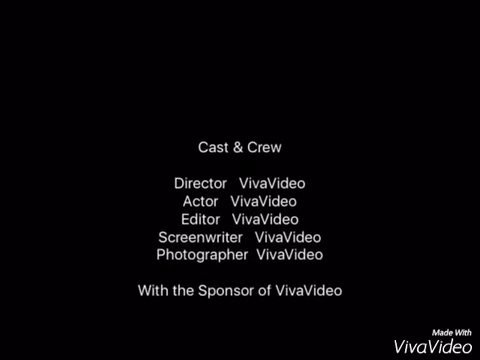 Cast & Crew
Director VivaVideo
Actor VivaVideo
Editor VivaVideo
Screenwriter VivaVideo
Photographer VivaVideo
With the Sponsor of VivaVideo
Made With
VivaVideo